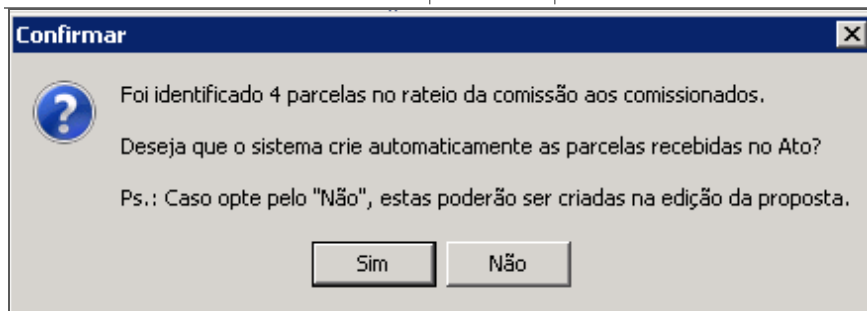 Confirmar
Foi identificado 4 parcelas no rateio da comissão aos comissionados.
Deseja que o sistema crie automaticamente as parcelas recebidas no Ato?
Ps.: Caso opte pelo "Não", estas poderão ser criadas na edição da proposta.
Sim
Não